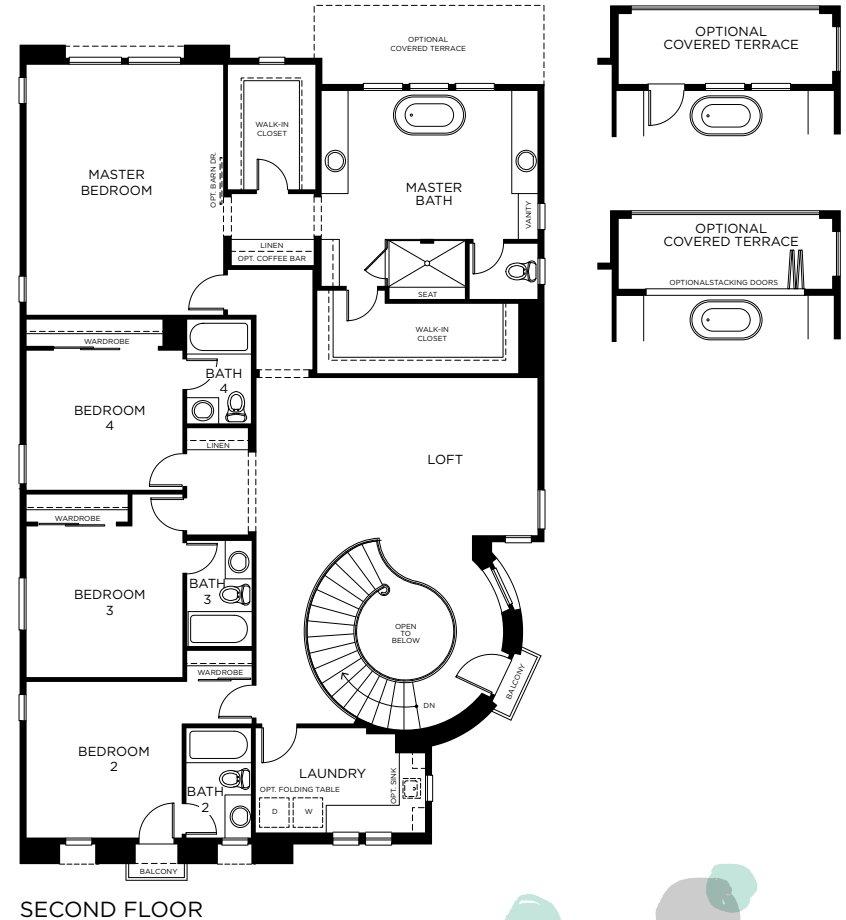 OPTIONAL
COVERED TERRACE
OPTIONAL
COVERED TERRACE
WALK-IN
CLOSET
MASTER
BEDROOM
OPT. BARN DR.
MASTER
BATH
VANITY
LINEN
OPT. COFFEE BAR
SEAT
WALK-IN
CLOSET
OPTIONAL
COVERED TERRACE
OPTIONALSTACKING DOORS
WARDROBE
BATH
4
BEDROOM
4
LINEN
LOFT
WARDROBE
BEDROOM
3
BATH
3
OPEN
TO
BELOW
WARDROBE
BALCONY
DN
BEDROOM
2
BATH
2
LAUNDRY
OPT. FOLDING TABLE
OPT. SINK
D
W
BALCONY
SECOND FLOOR